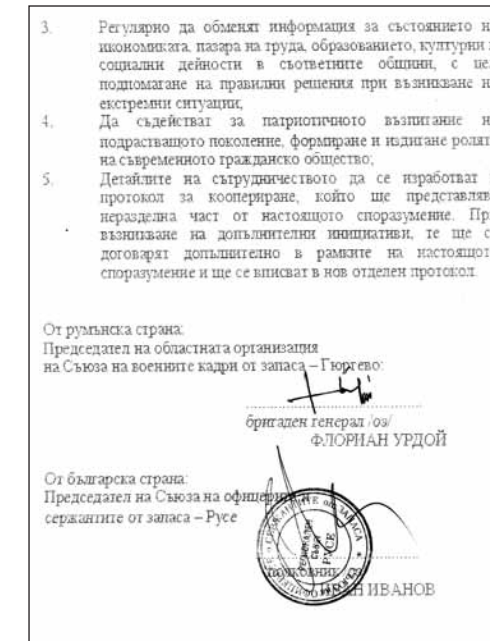 3. Регулярно да обменят информация за състоянието н
икономиката, пазара на труда, образованието, културни
социални дейности в съответните общини, с це
подпомагане на правилни решения при възникване н
екстремни ситуации;
4. Да съдействат за патриотичното възпитание н
подрастващото поколение, формиране и издигане ролят
на съвременното гражданско общество;
5. Детайлите на сътрудничеството да се изработват
протокол за коопериране, който ще представляв
неразделна част от настоящото споразумение. Пр
възникване на допълнителни инициативи, те ще с
договарят допълнително в рамките на настоящот
споразумение и ще се вписват в нов отделен протокол.
От румънска страна:
Председател на областната организация
на Съюза на военните кадри от запаса – Гюргево:
бригаден генерал /оз/
ФЛОРИАН УРДОЙ
От българска страна:
Председател на Съюза на офицерите и
сержантите от запаса – Русе
РУСЕ
полковник
ИВАН ИВАНОВ